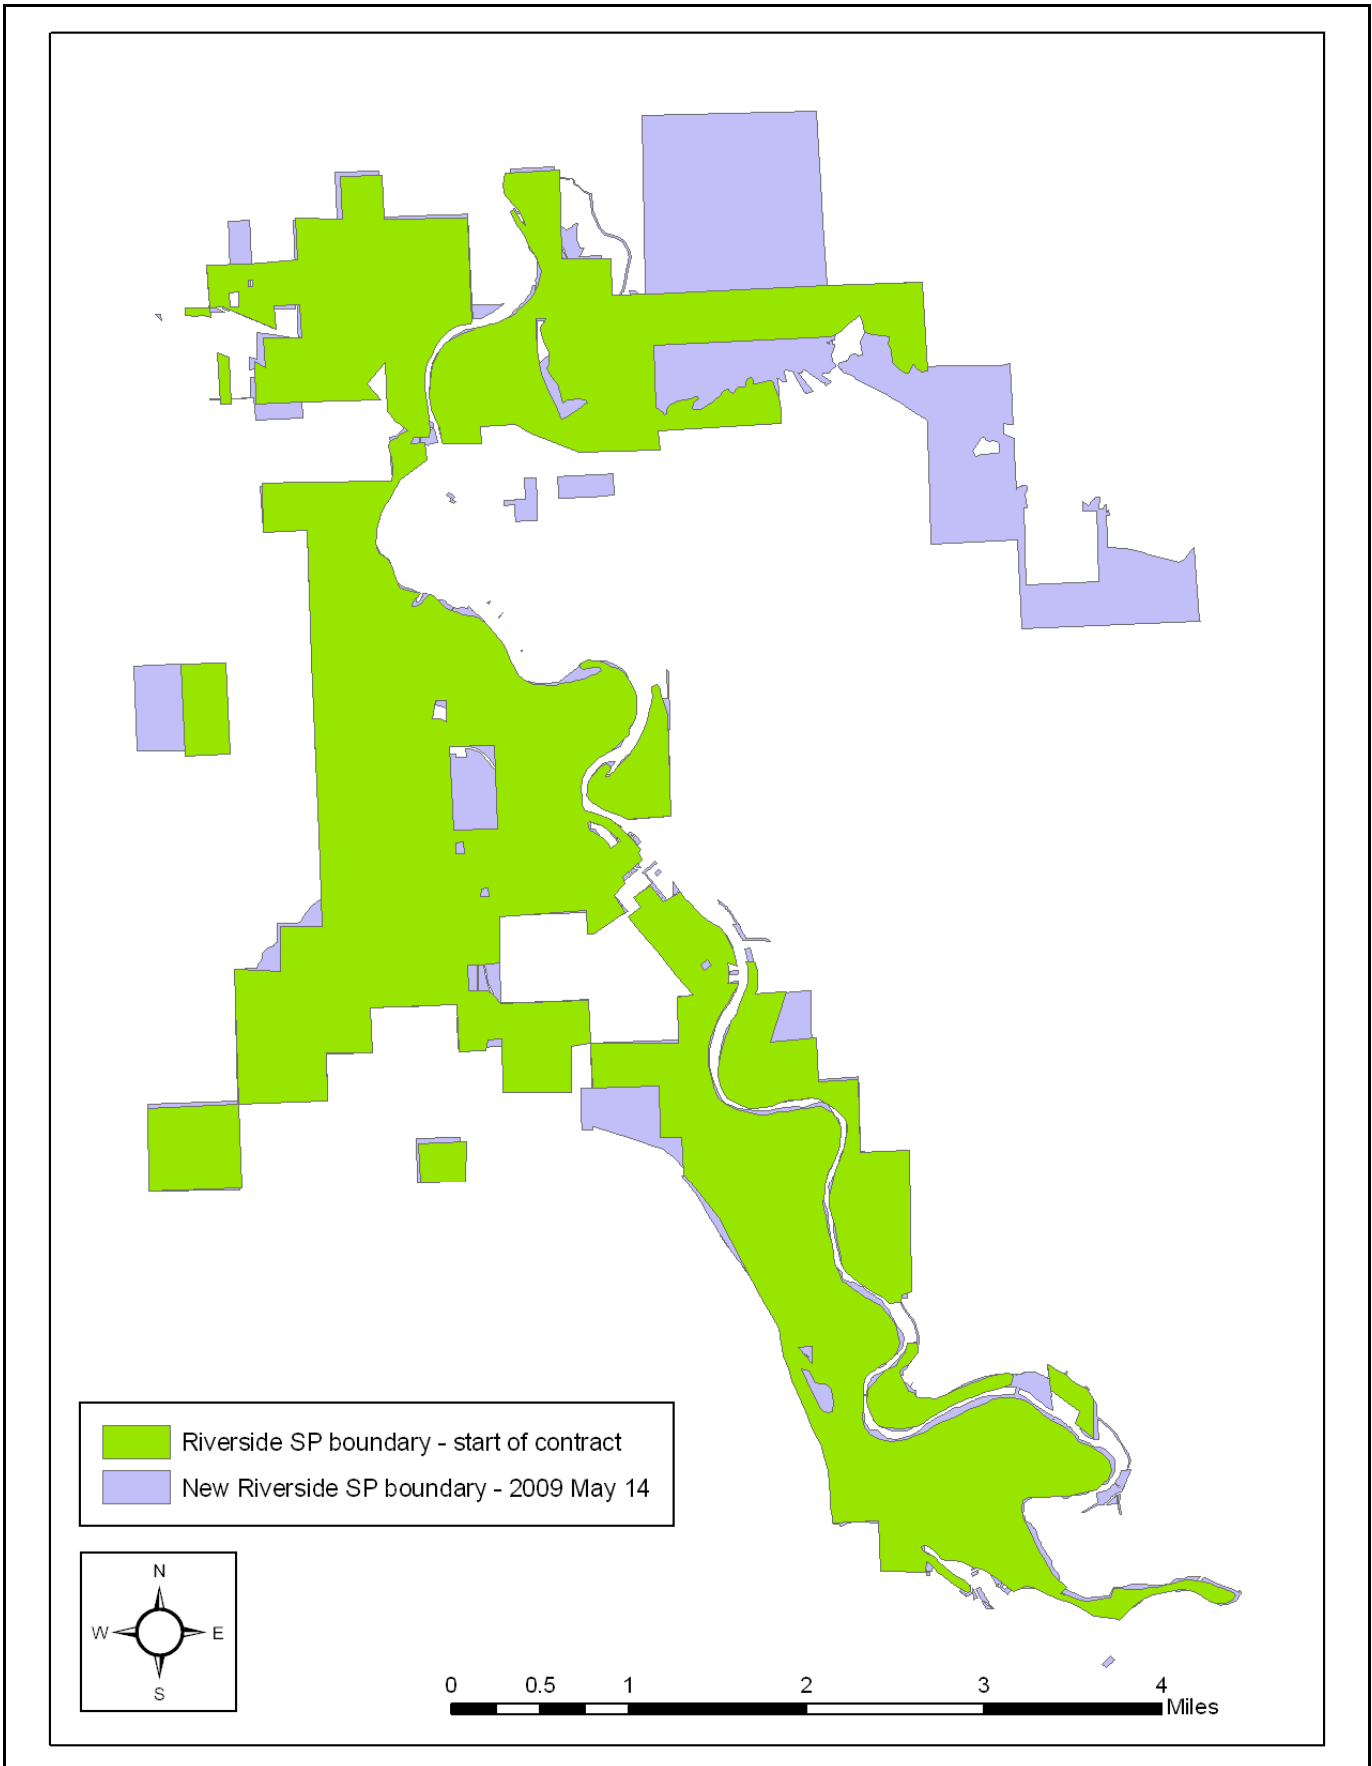 Riverside SP boundary - start of contract
New Riverside SP boundary - 2009 May 14
N
W E
S
0 0.5 1 2 3 4
Miles